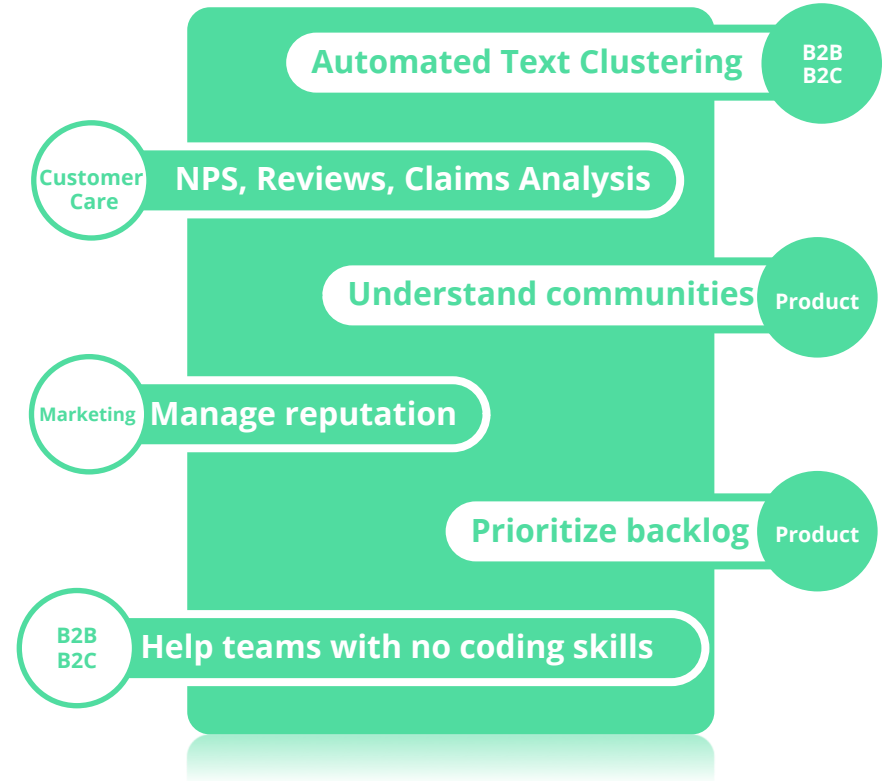 Automated Text Clustering
B2B
B2C
Customer
Care
NPS, Reviews, Claims Analysis
Understand communities
Product
Marketing
Manage reputation
Prioritize backlog
Product
B2B
B2C
Help teams with no coding skills